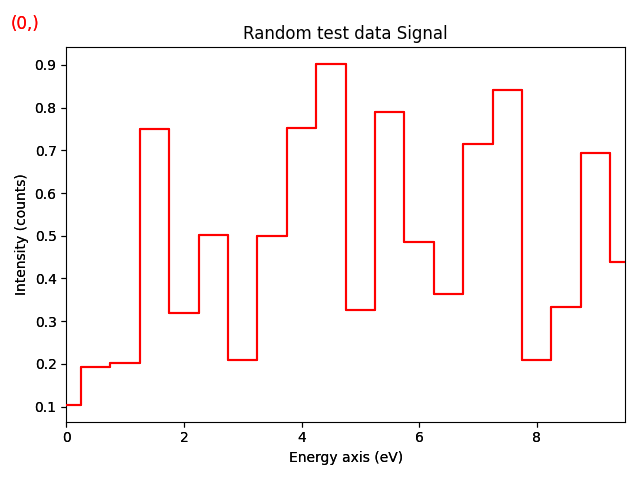 (0,)
Random test data Signal
Intensity (counts)
0.9
0.8
0.7
0.6
0.5
0.4
0.3
0.2
0.1
0 2 4 6 8
Energy axis (eV)